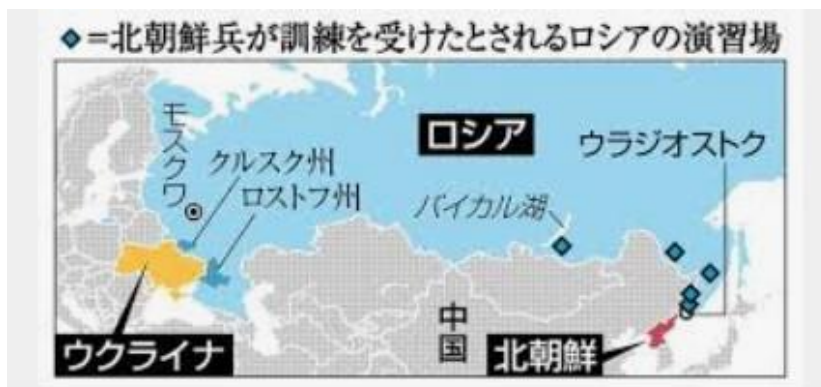 ◆=北朝鮮兵が訓練を受けたとされるロシアの演習場
モスクワ
クルスク州
ロストフ州
ロシア
ウラジオストク
バイカル湖
ウクライナ
中国
北朝鮮